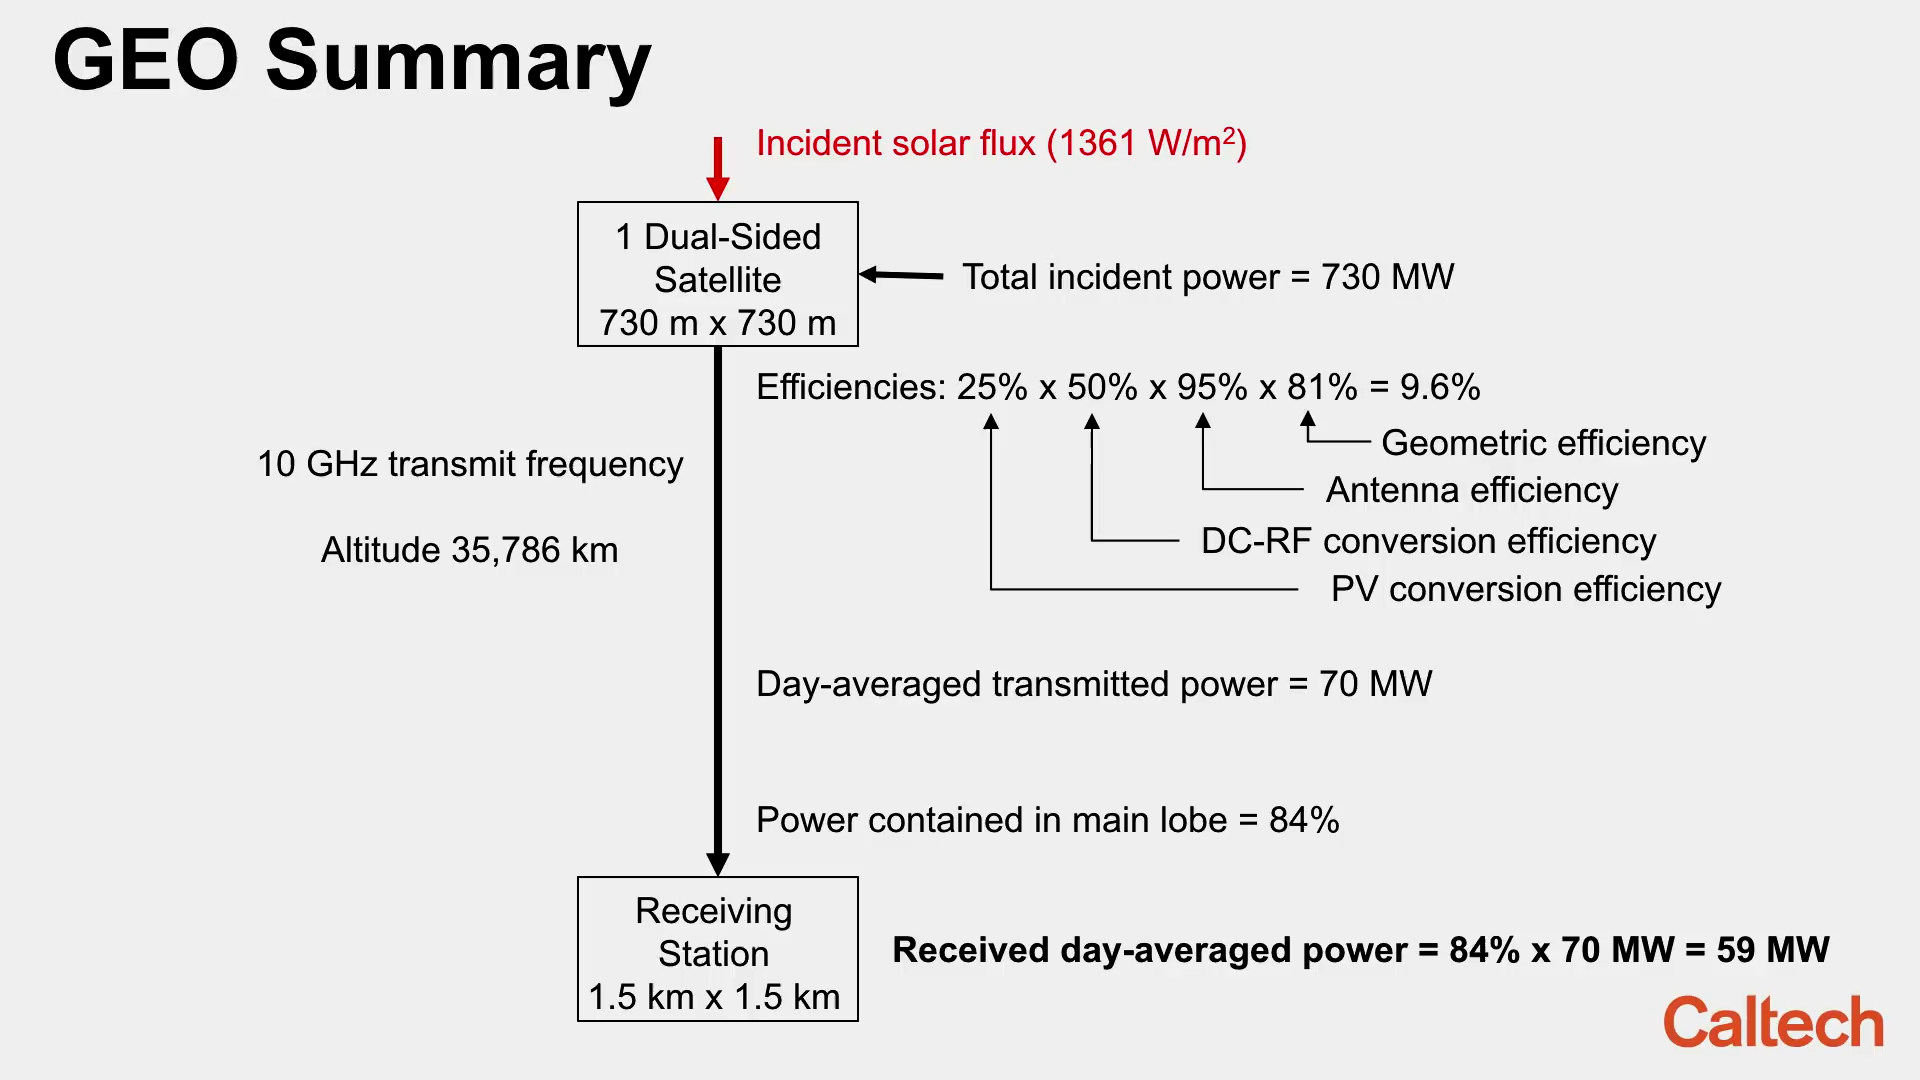 GEO Summary
Incident solar flux (1361 W/m²)
1 Dual-Sided
Satellite
730 m x 730 m
Total incident power = 730 MW
Efficiencies: 25% x 50% x 95% x 81% = 9.6%
Geometric efficiency
10 GHz transmit frequency
Antenna efficiency
DC-RF conversion efficiency
Altitude 35,786 km
PV conversion efficiency
Day-averaged transmitted power = 70 MW
Power contained in main lobe = 84%
Receiving
Station
1.5 km x 1.5 km
Received day-averaged power = 84% x 70 MW = 59 MW
Caltech